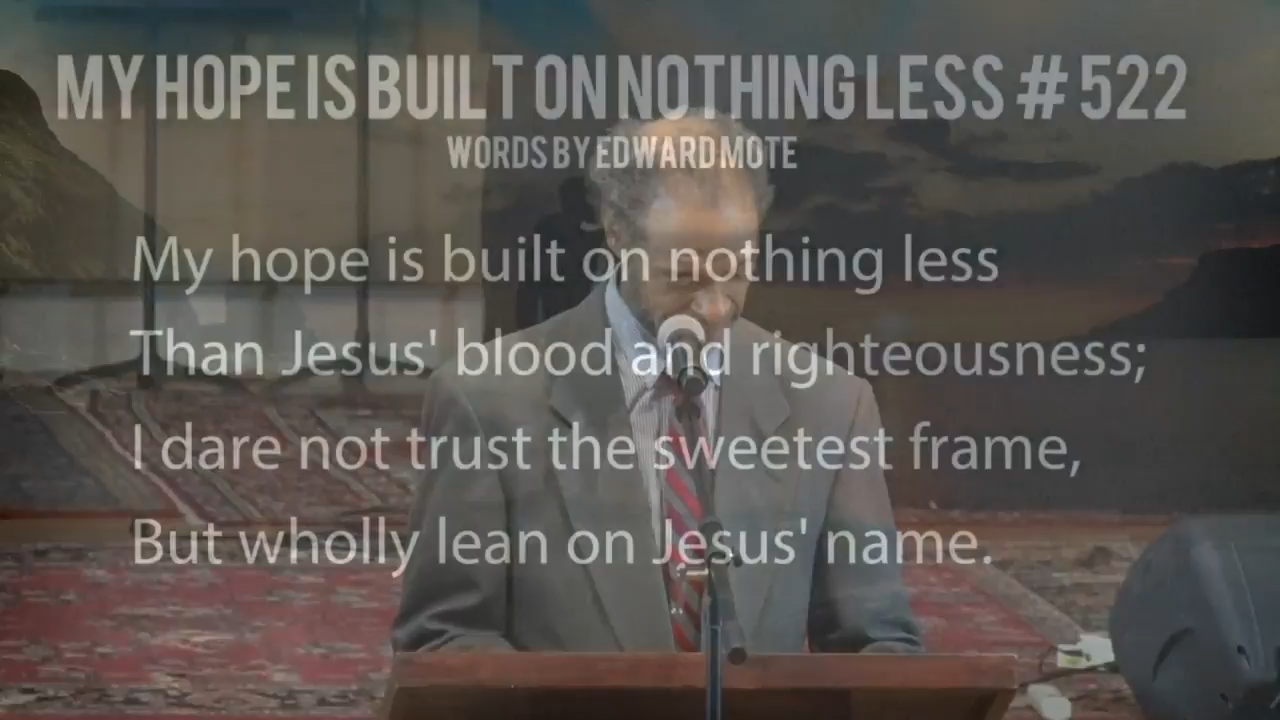 MY HOPE IS BUILT ON NOTHING LESS # 522
WORDS BY EDWARD MOTE
My hope is built on nothing less
Than Jesus' blood and righteousness;
I dare not trust the sweetest frame,
But wholly lean on Jesus' name.